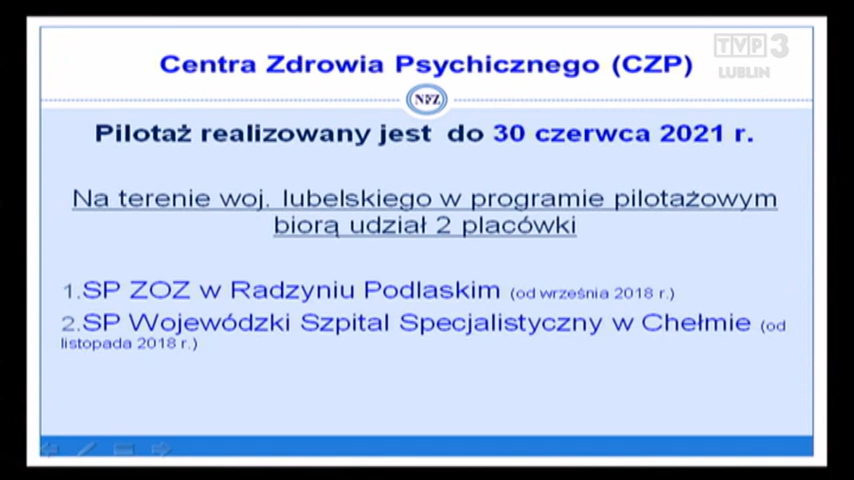 TVP3
LUBLIN
Centra Zdrowia Psychicznego (CZP)
NFZ
Pilotaż realizowany jest do 30 czerwca 2021 r.
Na terenie woj. lubelskiego w programie pilotażowym
biorą udział 2 placówki
1.SP ZOZ w Radzyniu Podlaskim (od września 2018 r.)
2.SP Wojewódzki Szpital Specjalistyczny w Chełmie (od
listopada 2018 r.)